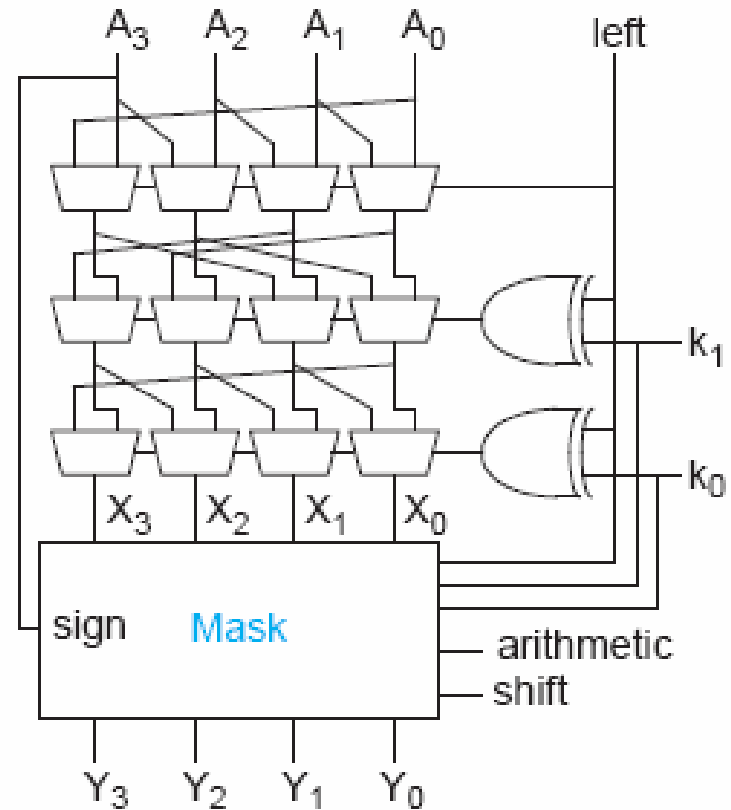 A₃ A₂ A₁ A₀ left
k₁
k₀
X₃ X₂ X₁ X₀
sign Mask
arithmetic
shift
Y₃ Y₂ Y₁ Y₀